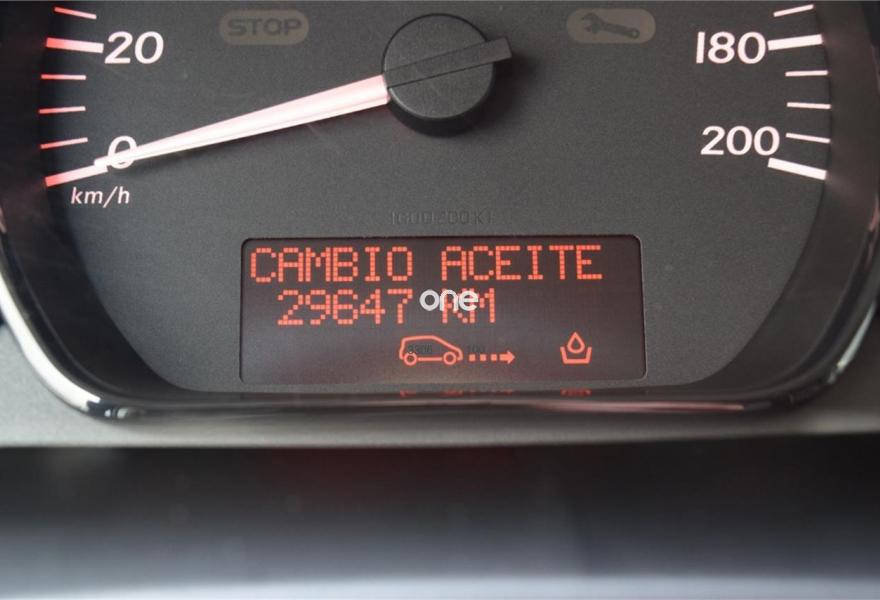 STOP
20
180
0
200
km/h
CAMBIO ACEITE
29647 KM
one